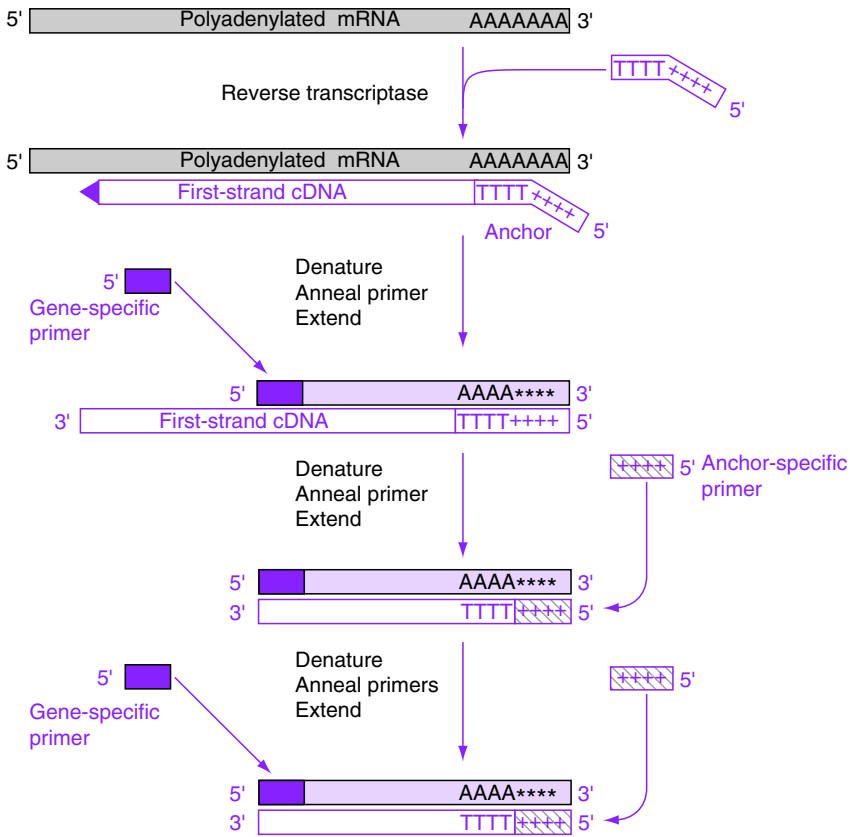 5' Polyadenylated mRNA AAAAAAA 3'
TTTT++++ 5'
Reverse transcriptase
5' Polyadenylated mRNA AAAAAAA 3'
First-strand cDNA TTTT++++ 5'
Anchor
5'
Gene-specific
primer
Denature
Anneal primer
Extend
5' AAAA**** 3'
3' First-strand cDNA TTTT++++ 5'
Denature
Anneal primer
Extend
++++ 5' Anchor-specific
primer
5' AAAA**** 3'
3' TTTT++++ 5'
5'
Gene-specific
primer
Denature
Anneal primers
Extend
++++ 5'
5' AAAA**** 3'
3' TTTT++++ 5'